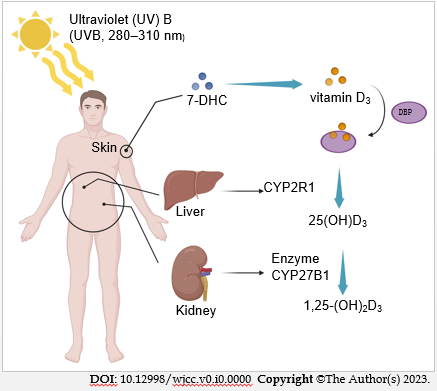 Ultraviolet (UV) B
(UVB, 280–310 nm)
7-DHC
vitamin D₃
DBP
Skin
Liver
CYP2R1
25(OH)D₃
Enzyme
CYP27B1
Kidney
1,25-(OH)₂D₃
DOI: 10.12998/wjcc.v0.i0.0000 Copyright ©The Author(s) 2023.